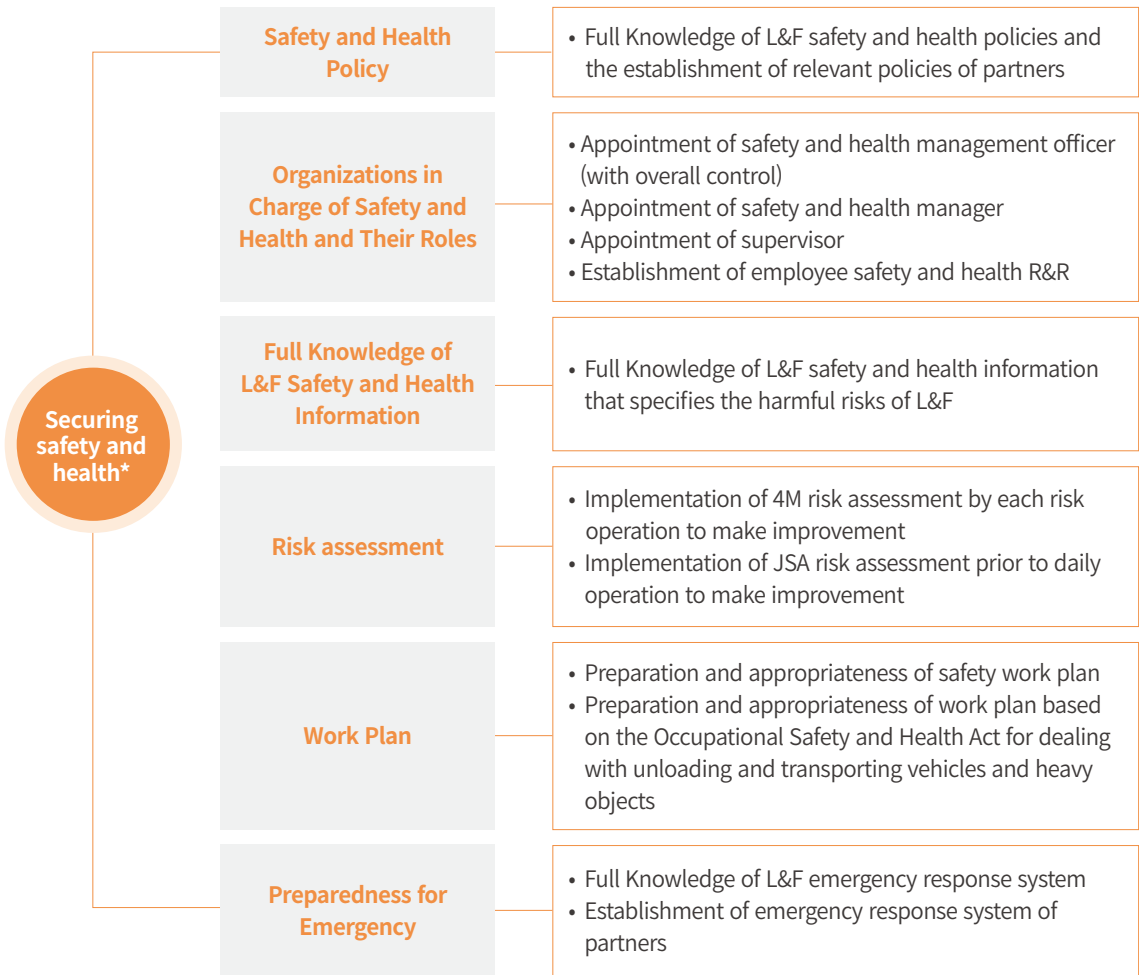 Securing
safety and
health*
Safety and Health
Policy
• Full Knowledge of L&F safety and health policies and
the establishment of relevant policies of partners
Organizations in
Charge of Safety and
Health and Their Roles
• Appointment of safety and health management officer
(with overall control)
• Appointment of safety and health manager
• Appointment of supervisor
• Establishment of employee safety and health R&R
Full Knowledge of
L&F Safety and Health
Information
• Full Knowledge of L&F safety and health information
that specifies the harmful risks of L&F
Risk assessment
• Implementation of 4M risk assessment by each risk
operation to make improvement
• Implementation of JSA risk assessment prior to daily
operation to make improvement
Work Plan
• Preparation and appropriateness of safety work plan
• Preparation and appropriateness of work plan based
on the Occupational Safety and Health Act for dealing
with unloading and transporting vehicles and heavy
objects
Preparedness for
Emergency
• Full Knowledge of L&F emergency response system
• Establishment of emergency response system of
partners